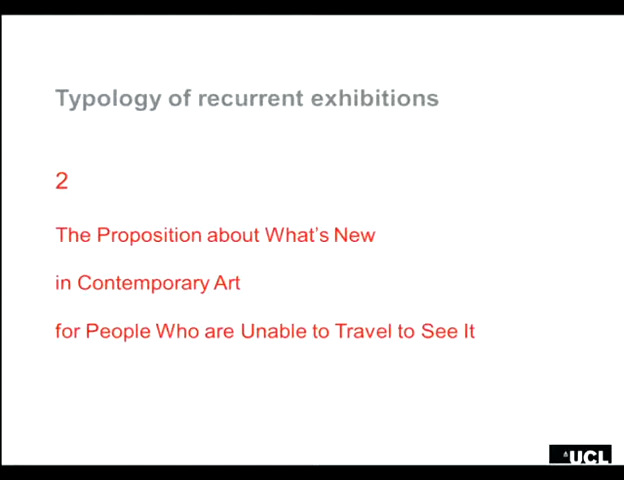 Typology of recurrent exhibitions
2
The Proposition about What's New
in Contemporary Art
for People Who are Unable to Travel to See It
UCL